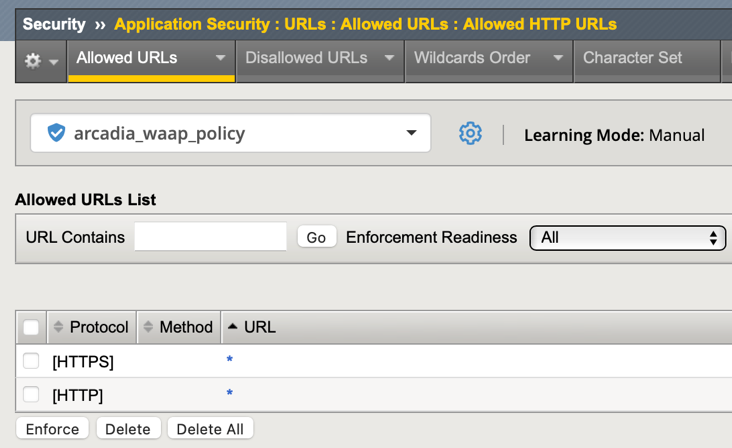 Security ›› Application Security : URLs : Allowed URLs : Allowed HTTP URLs
Allowed URLs Disallowed URLs Wildcards Order Character Set
arcadia_waap_policy Learning Mode: Manual
Allowed URLs List
URL Contains Go Enforcement Readiness All
Protocol Method URL
[HTTPS] *
[HTTP] *
Enforce Delete Delete All